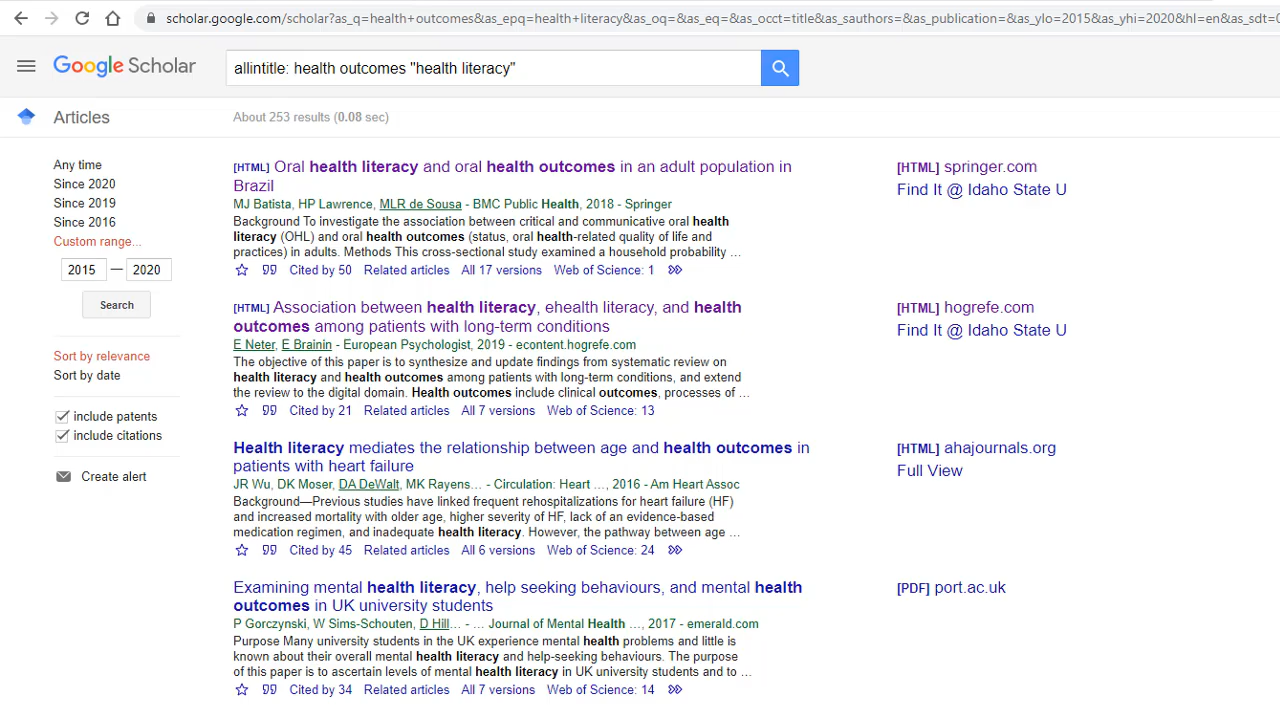 scholar.google.com/scholar?as_q=health+outcomes&as_epq=health+literacy&as_oq=&as_eq=&as_occt=title&as_sauthors=&as_publication=&as_ylo=2015&as_yhi=2020&hl=en&as_sdt=0
Google Scholar
allintitle: health outcomes "health literacy"
Articles
About 253 results (0.08 sec)
Any time
Since 2020
Since 2019
Since 2016
Custom range...
2015 — 2020
Search
Sort by relevance
Sort by date
include patents
include citations
Create alert
[HTML] Oral health literacy and oral health outcomes in an adult population in
Brazil
MJ Batista, HP Lawrence, MLR de Sousa - BMC Public Health, 2018 - Springer
Background To investigate the association between critical and communicative oral health
literacy (OHL) and oral health outcomes (status, oral health-related quality of life and
practices) in adults. Methods This cross-sectional study examined a household probability …
Cited by 50 Related articles All 17 versions Web of Science: 1
[HTML] springer.com
Find It @ Idaho State U
[HTML] Association between health literacy, ehealth literacy, and health
outcomes among patients with long-term conditions
E Neter, E Brainin - European Psychologist, 2019 - econtent.hogrefe.com
The objective of this paper is to synthesize and update findings from systematic review on
health literacy and health outcomes among patients with long-term conditions, and extend
the review to the digital domain. Health outcomes include clinical outcomes, processes of …
Cited by 21 Related articles All 7 versions Web of Science: 13
[HTML] hogrefe.com
Find It @ Idaho State U
Health literacy mediates the relationship between age and health outcomes in
patients with heart failure
JR Wu, DK Moser, DA DeWalt, MK Rayens… - Circulation: Heart …, 2016 - Am Heart Assoc
Background—Previous studies have linked frequent rehospitalizations for heart failure (HF)
and increased mortality with older age, higher severity of HF, lack of an evidence-based
medication regimen, and inadequate health literacy. However, the pathway between age …
Cited by 45 Related articles All 6 versions Web of Science: 24
[HTML] ahajournals.org
Full View
Examining mental health literacy, help seeking behaviours, and mental health
outcomes in UK university students
P Gorczynski, W Sims-Schouten, D Hill… - … Journal of Mental Health …, 2017 - emerald.com
Purpose Many university students in the UK experience mental health problems and little is
known about their overall mental health literacy and help-seeking behaviours. The purpose
of this paper is to ascertain levels of mental health literacy in UK university students and to …
Cited by 34 Related articles All 7 versions Web of Science: 14
[PDF] port.ac.uk